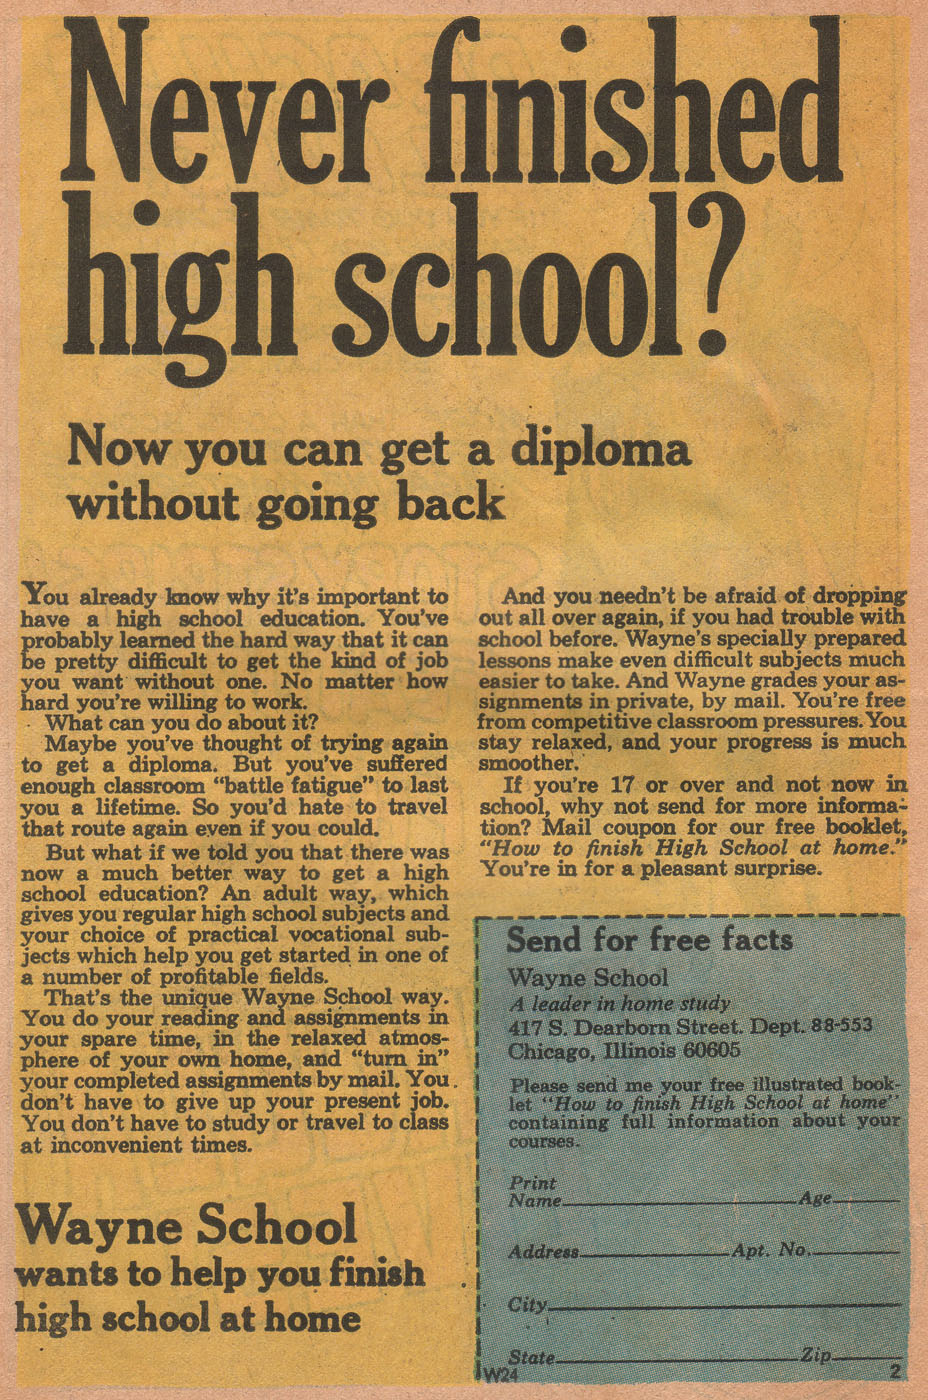 Never finished
high school?
Now you can get a diploma
without going back
You already know why it's important to
have a high school education. You've
probably learned the hard way that it can
be pretty difficult to get the kind of job
you want without one. No matter how
hard you're willing to work.
What can you do about it?
Maybe you've thought of trying again
to get a diploma. But you've suffered
enough classroom "battle fatigue" to last
you a lifetime. So you'd hate to travel
that route again even if you could.
But what if we told you that there was
now a much better way to get a high
school education? An adult way, which
gives you regular high school subjects and
your choice of practical vocational sub-
jects which help you get started in one of
a number of profitable fields.
That's the unique Wayne School way.
You do your reading and assignments in
your spare time, in the relaxed atmos-
phere of your own home, and "turn in"
your completed assignments by mail. You
don't have to give up your present job.
You don't have to study or travel to class
at inconvenient times.
Wayne School
wants to help you finish
high school at home
And you needn't be afraid of dropping
out all over again, if you had trouble with
school before. Wayne's specially prepared
lessons make even difficult subjects much
easier to take. And Wayne grades your as-
signments in private, by mail. You're free
from competitive classroom pressures. You
stay relaxed, and your progress is much
smoother.
If you're 17 or over and not now in
school, why not send for more informa-
tion? Mail coupon for our free booklet,
"How to finish High School at home."
You're in for a pleasant surprise.
Send for free facts
Wayne School
A leader in home study
417 S. Dearborn Street. Dept. 88-553
Chicago, Illinois 60605
Please send me your free illustrated book-
let "How to finish High School at home"
containing full information about your
courses.
Print
Name Age
Address Apt. No.
City
State Zip
W24 2